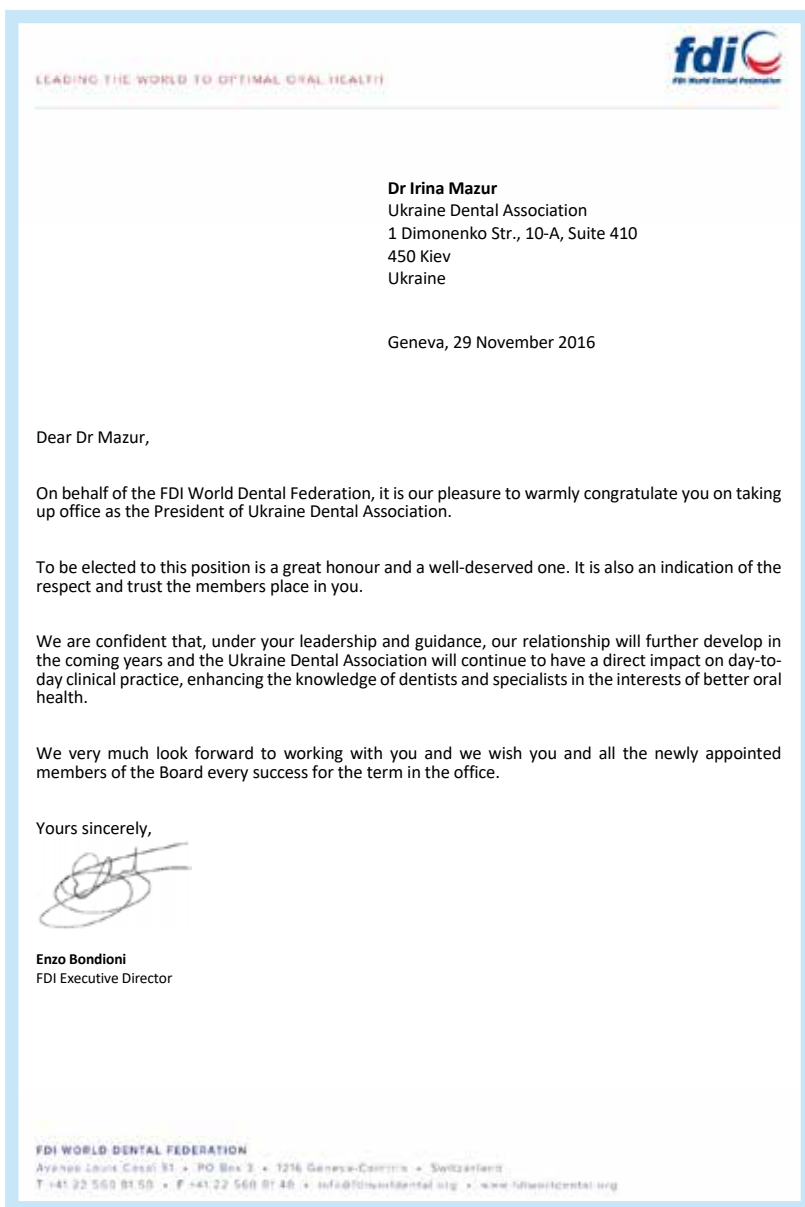 LEADING THE WORLD TO OPTIMAL ORAL HEALTH
fdi
FDI World Dental Federation
Dr Irina Mazur
Ukraine Dental Association
1 Dimonenko Str., 10-A, Suite 410
450 Kiev
Ukraine
Geneva, 29 November 2016
Dear Dr Mazur,
On behalf of the FDI World Dental Federation, it is our pleasure to warmly congratulate you on taking
up office as the President of Ukraine Dental Association.
To be elected to this position is a great honour and a well-deserved one. It is also an indication of the
respect and trust the members place in you.
We are confident that, under your leadership and guidance, our relationship will further develop in
the coming years and the Ukraine Dental Association will continue to have a direct impact on day-to-
day clinical practice, enhancing the knowledge of dentists and specialists in the interests of better oral
health.
We very much look forward to working with you and we wish you and all the newly appointed
members of the Board every success for the term in the office.
Yours sincerely,
Enzo Bondioni
FDI Executive Director
FDI WORLD DENTAL FEDERATION
Avenue Louis Casaï 51 • PO Box 3 • 1216 Geneva-Cointrin • Switzerland
T +41 22 560 81 50 • F +41 22 560 81 40 • info@fdiworldental.org • www.fdiworldental.org